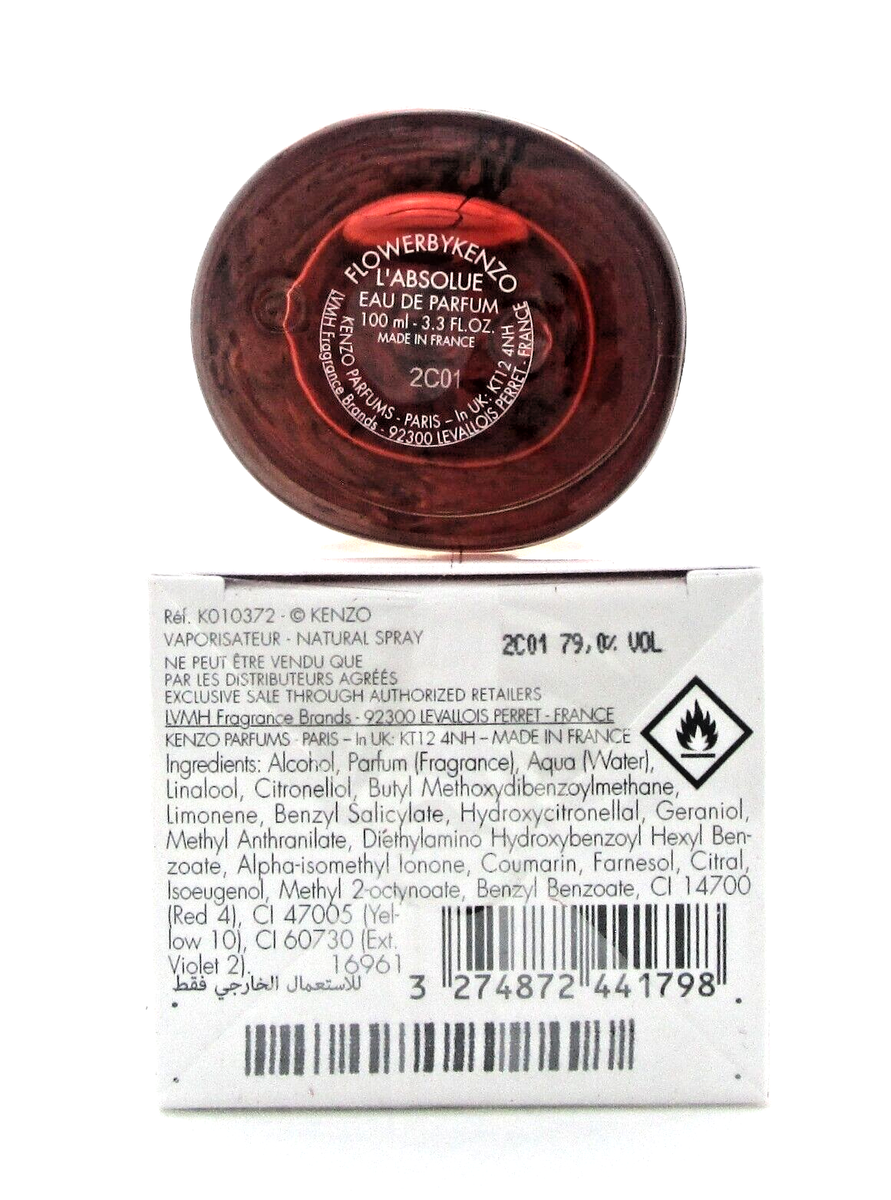 FLOWERBYKENZO
L'ABSOLUE
EAU DE PARFUM
100 ml - 3.3 FL.OZ.
MADE IN FRANCE
2C01
KENZO PARFUMS - PARIS – In UK: KT12 4NH
LVMH Fragrance Brands - 92300 LEVALLOIS PERRET - FRANCE
Réf. K010372 - © KENZO
VAPORISATEUR - NATURAL SPRAY
2C01 79,0% VOL
NE PEUT ÊTRE VENDU QUE
PAR LES DISTRIBUTEURS AGRÉÉS
EXCLUSIVE SALE THROUGH AUTHORIZED RETAILERS
LVMH Fragrance Brands - 92300 LEVALLOIS PERRET - FRANCE
KENZO PARFUMS - PARIS – In UK: KT12 4NH – MADE IN FRANCE
Ingredients: Alcohol, Parfum (Fragrance), Aqua (Water),
Linalool, Citronellol, Butyl Methoxydibenzoylmethane,
Limonene, Benzyl Salicylate, Hydroxycitronellal, Geraniol,
Methyl Anthranilate, Diethylamino Hydroxybenzoyl Hexyl Ben-
zoate, Alpha-isomethyl Ionone, Coumarin, Farnesol, Citral,
Isoeugenol, Methyl 2-octynoate, Benzyl Benzoate, CI 14700
(Red 4), CI 47005 (Yel-
low 10), CI 60730 (Ext.
Violet 2). 16961
للاستعمال الخارجي فقط
3 274872 441798